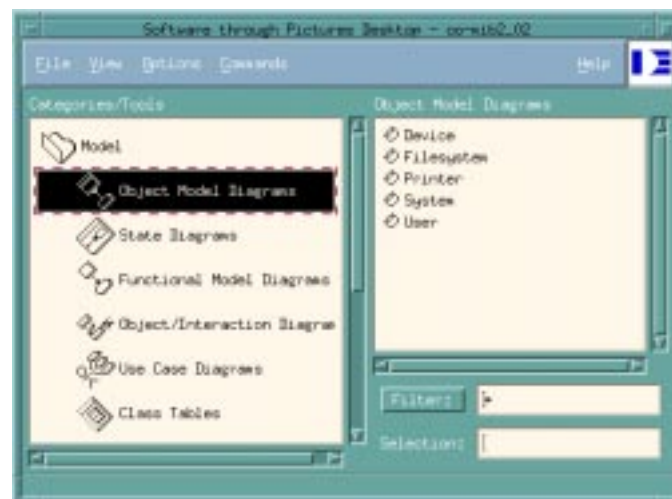 Software through Pictures Desktop - oo-mib2_02
File View Options Commands Help
Categories/Tools
Model
Object Model Diagrams
State Diagrams
Functional Model Diagrams
Object/Interaction Diagram
Use Case Diagrams
Class Tables
Object Model Diagrams
Device
Filesystem
Printer
System
User
Filter: *
Selection: